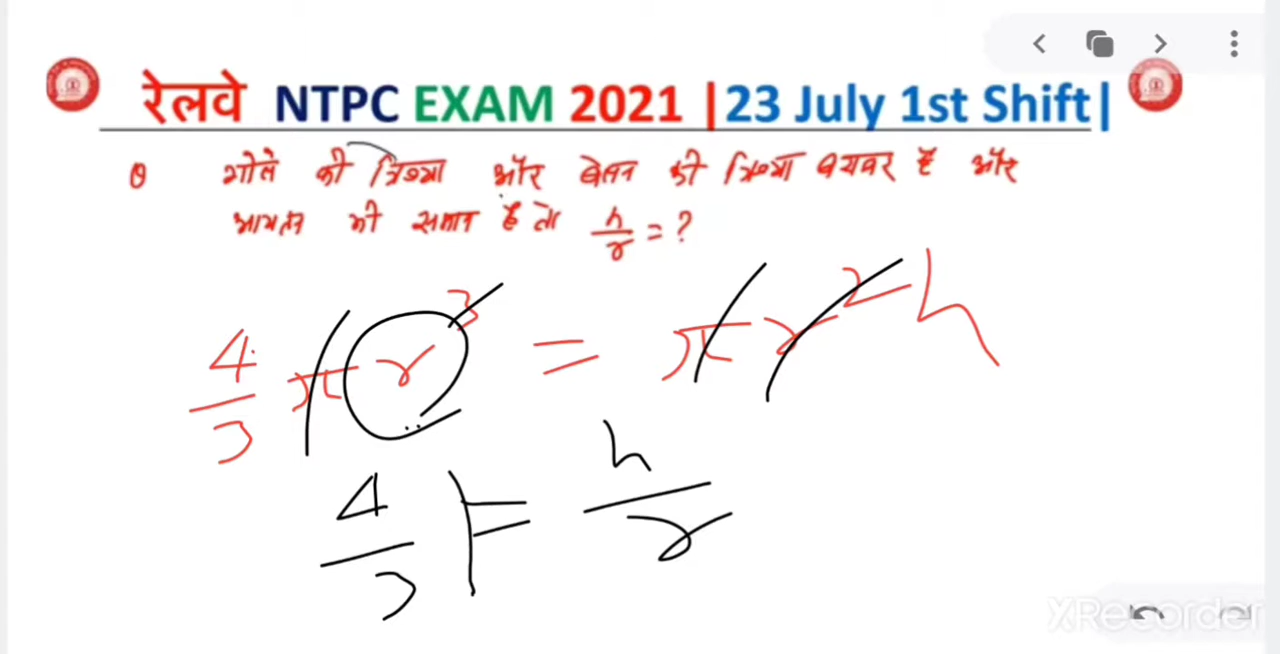 रेलवे NTPC EXAM 2021 |23 July 1st Shift|
Q गोले की त्रिज्या और बेलन की त्रिज्या बराबर है और
आयतन भी समान है तो h/r = ?
4/3 πr³ = πr²h
4/3 = h/r
XRecorder